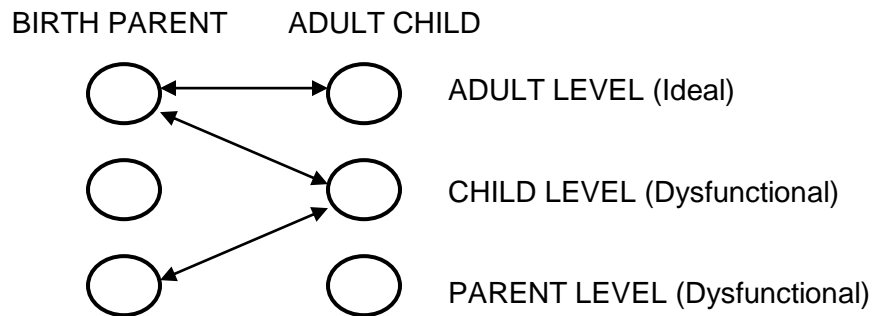 BIRTH PARENT ADULT CHILD
ADULT LEVEL (Ideal)
CHILD LEVEL (Dysfunctional)
PARENT LEVEL (Dysfunctional)